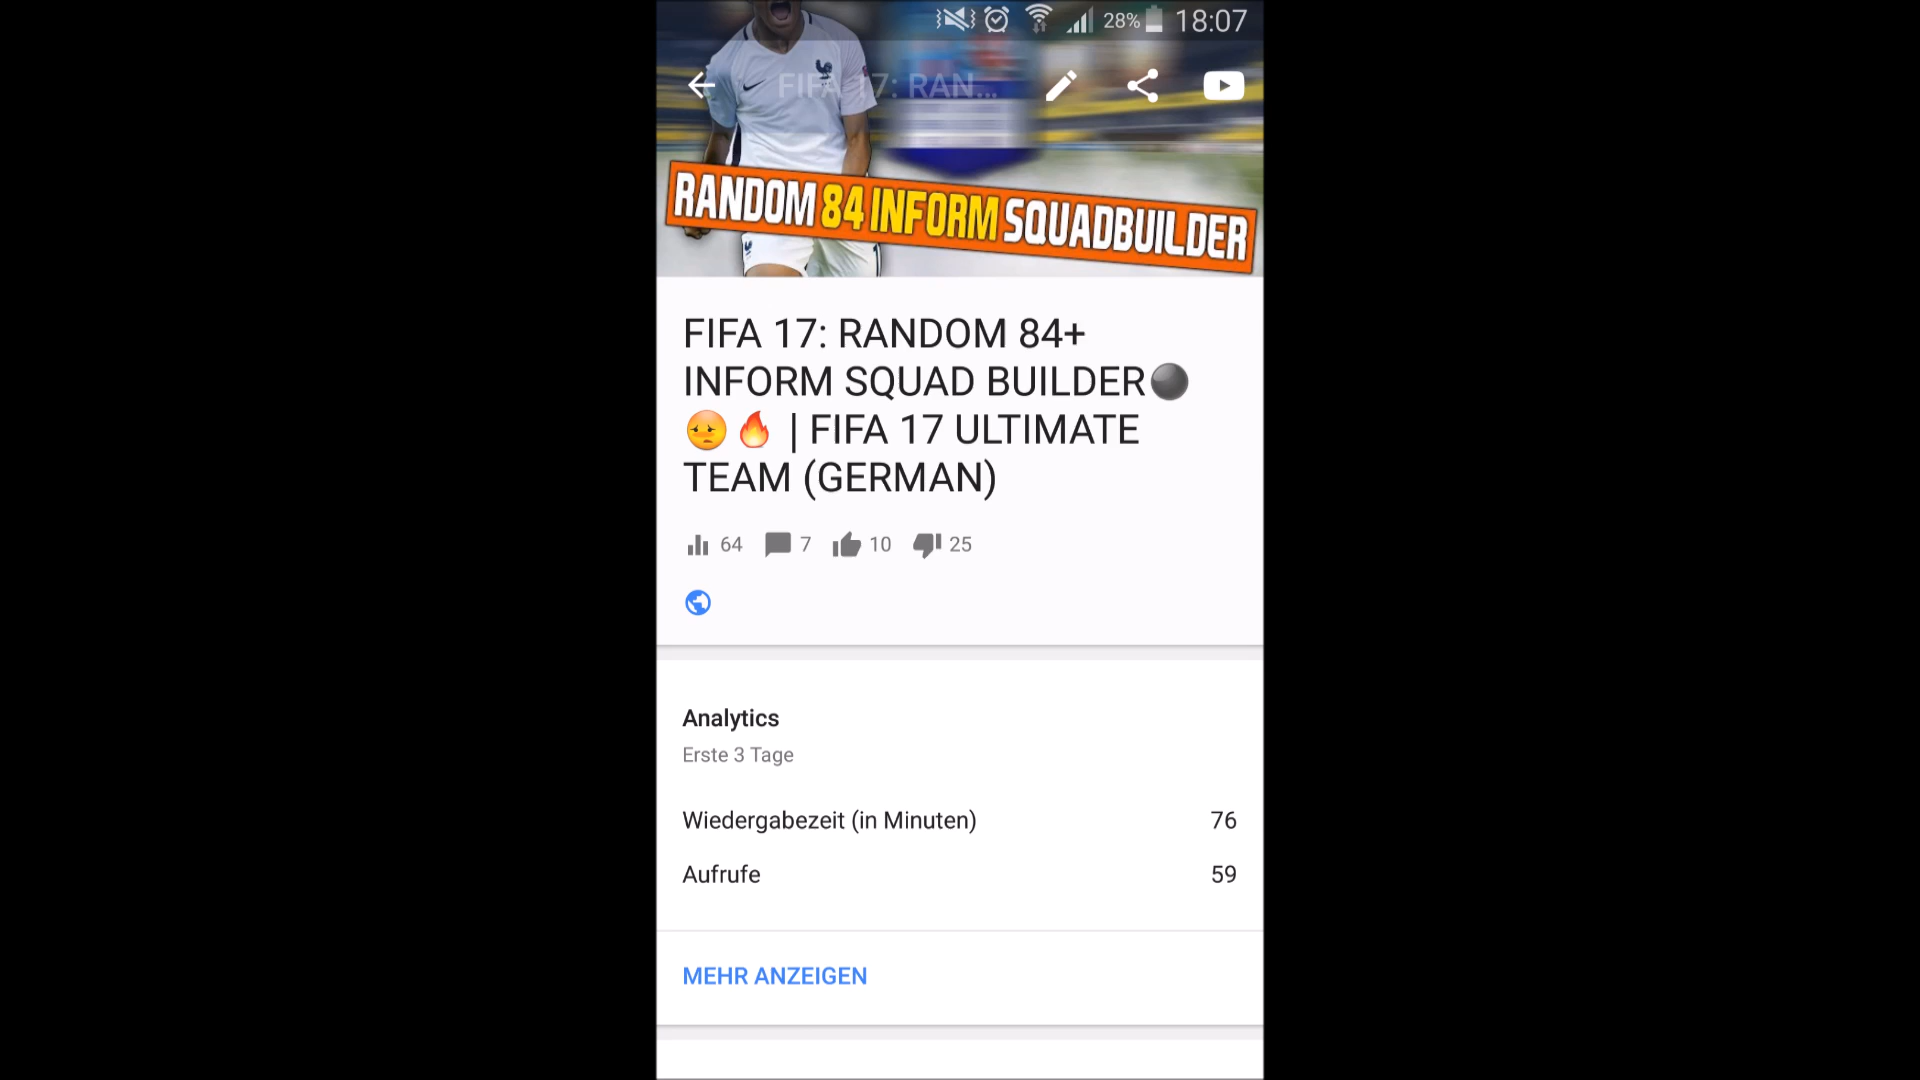 28% 18:07
FIFA 17: RAN...
RANDOM 84 INFORM SQUADBUILDER
FIFA 17: RANDOM 84+
INFORM SQUAD BUILDER
| FIFA 17 ULTIMATE
TEAM (GERMAN)
64 7 10 25
Analytics
Erste 3 Tage
Wiedergabezeit (in Minuten) 76
Aufrufe 59
MEHR ANZEIGEN